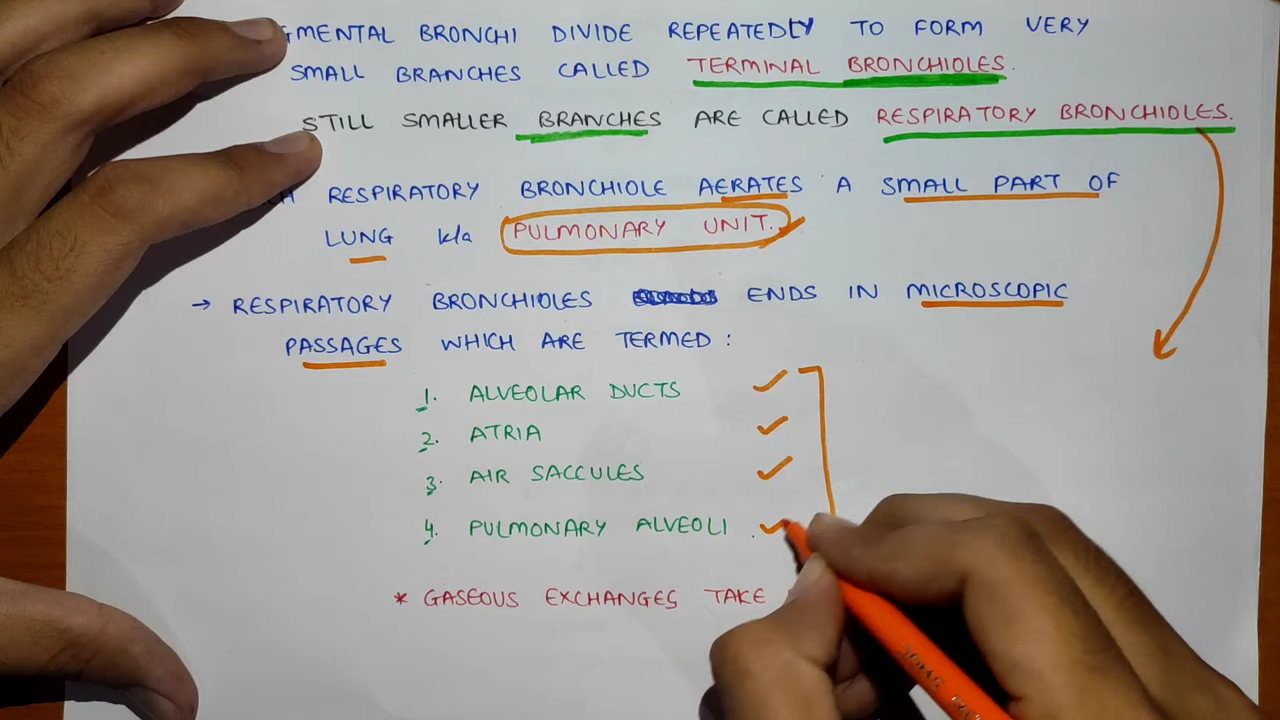 GMENTAL BRONCHI DIVIDE REPEATEDLY TO FORM VERY
SMALL BRANCHES CALLED TERMINAL BRONCHIOLES.
STILL SMALLER BRANCHES ARE CALLED RESPIRATORY BRONCHIOLES.
H RESPIRATORY BRONCHIOLE AERATES A SMALL PART OF
LUNG k/a PULMONARY UNIT.
→ RESPIRATORY BRONCHIOLES ENDS IN MICROSCOPIC
PASSAGES WHICH ARE TERMED :
1. ALVEOLAR DUCTS
2. ATRIA
3. AIR SACCULES
4. PULMONARY ALVEOLI .
* GASEOUS EXCHANGES TAKE